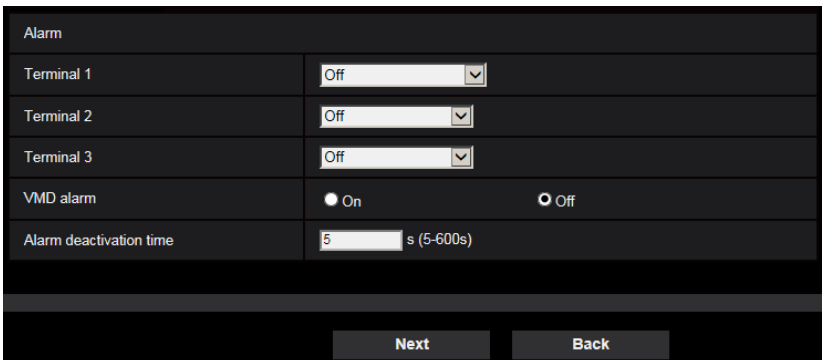 Alarm
Terminal 1 Off
Terminal 2 Off
Terminal 3 Off
VMD alarm On Off
Alarm deactivation time 5 s (5-600s)
Next Back